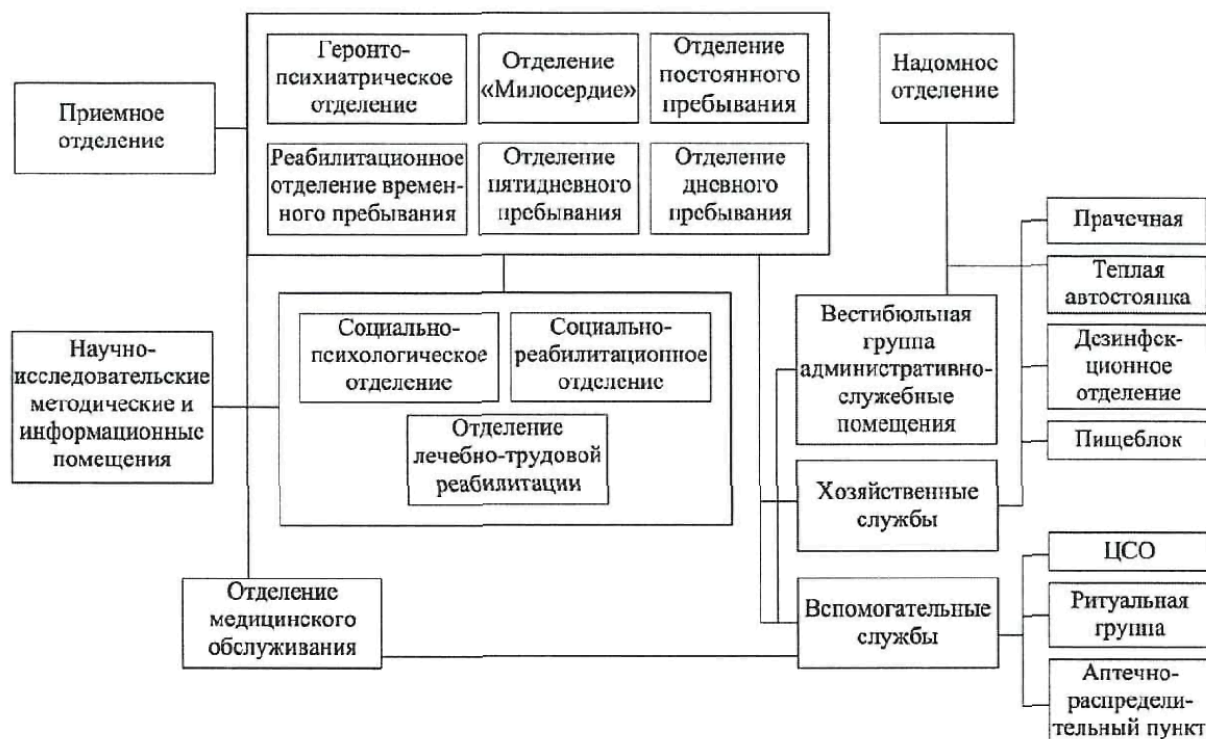 Приемное
отделение
Геронто-
психиатрическое
отделение
Отделение
«Милосердие»
Отделение
постоянного
пребывания
Реабилитационное
отделение времен-
ного пребывания
Отделение
пятидневного
пребывания
Отделение
дневного
пребывания
Надомное
отделение
Научно-
исследовательские
методические и
информационные
помещения
Социально-
психологическое
отделение
Социально-
реабилитационное
отделение
Отделение
лечебно-трудовой
реабилитации
Вестибюльная
группа
административно-
служебные
помещения
Прачечная
Теплая
автостоянка
Дезинфек-
ционное
отделение
Пищеблок
Хозяйственные
службы
Отделение
медицинского
обслуживания
Вспомогательные
службы
ЦСО
Ритуальная
группа
Аптечно-
распредели-
тельный пункт